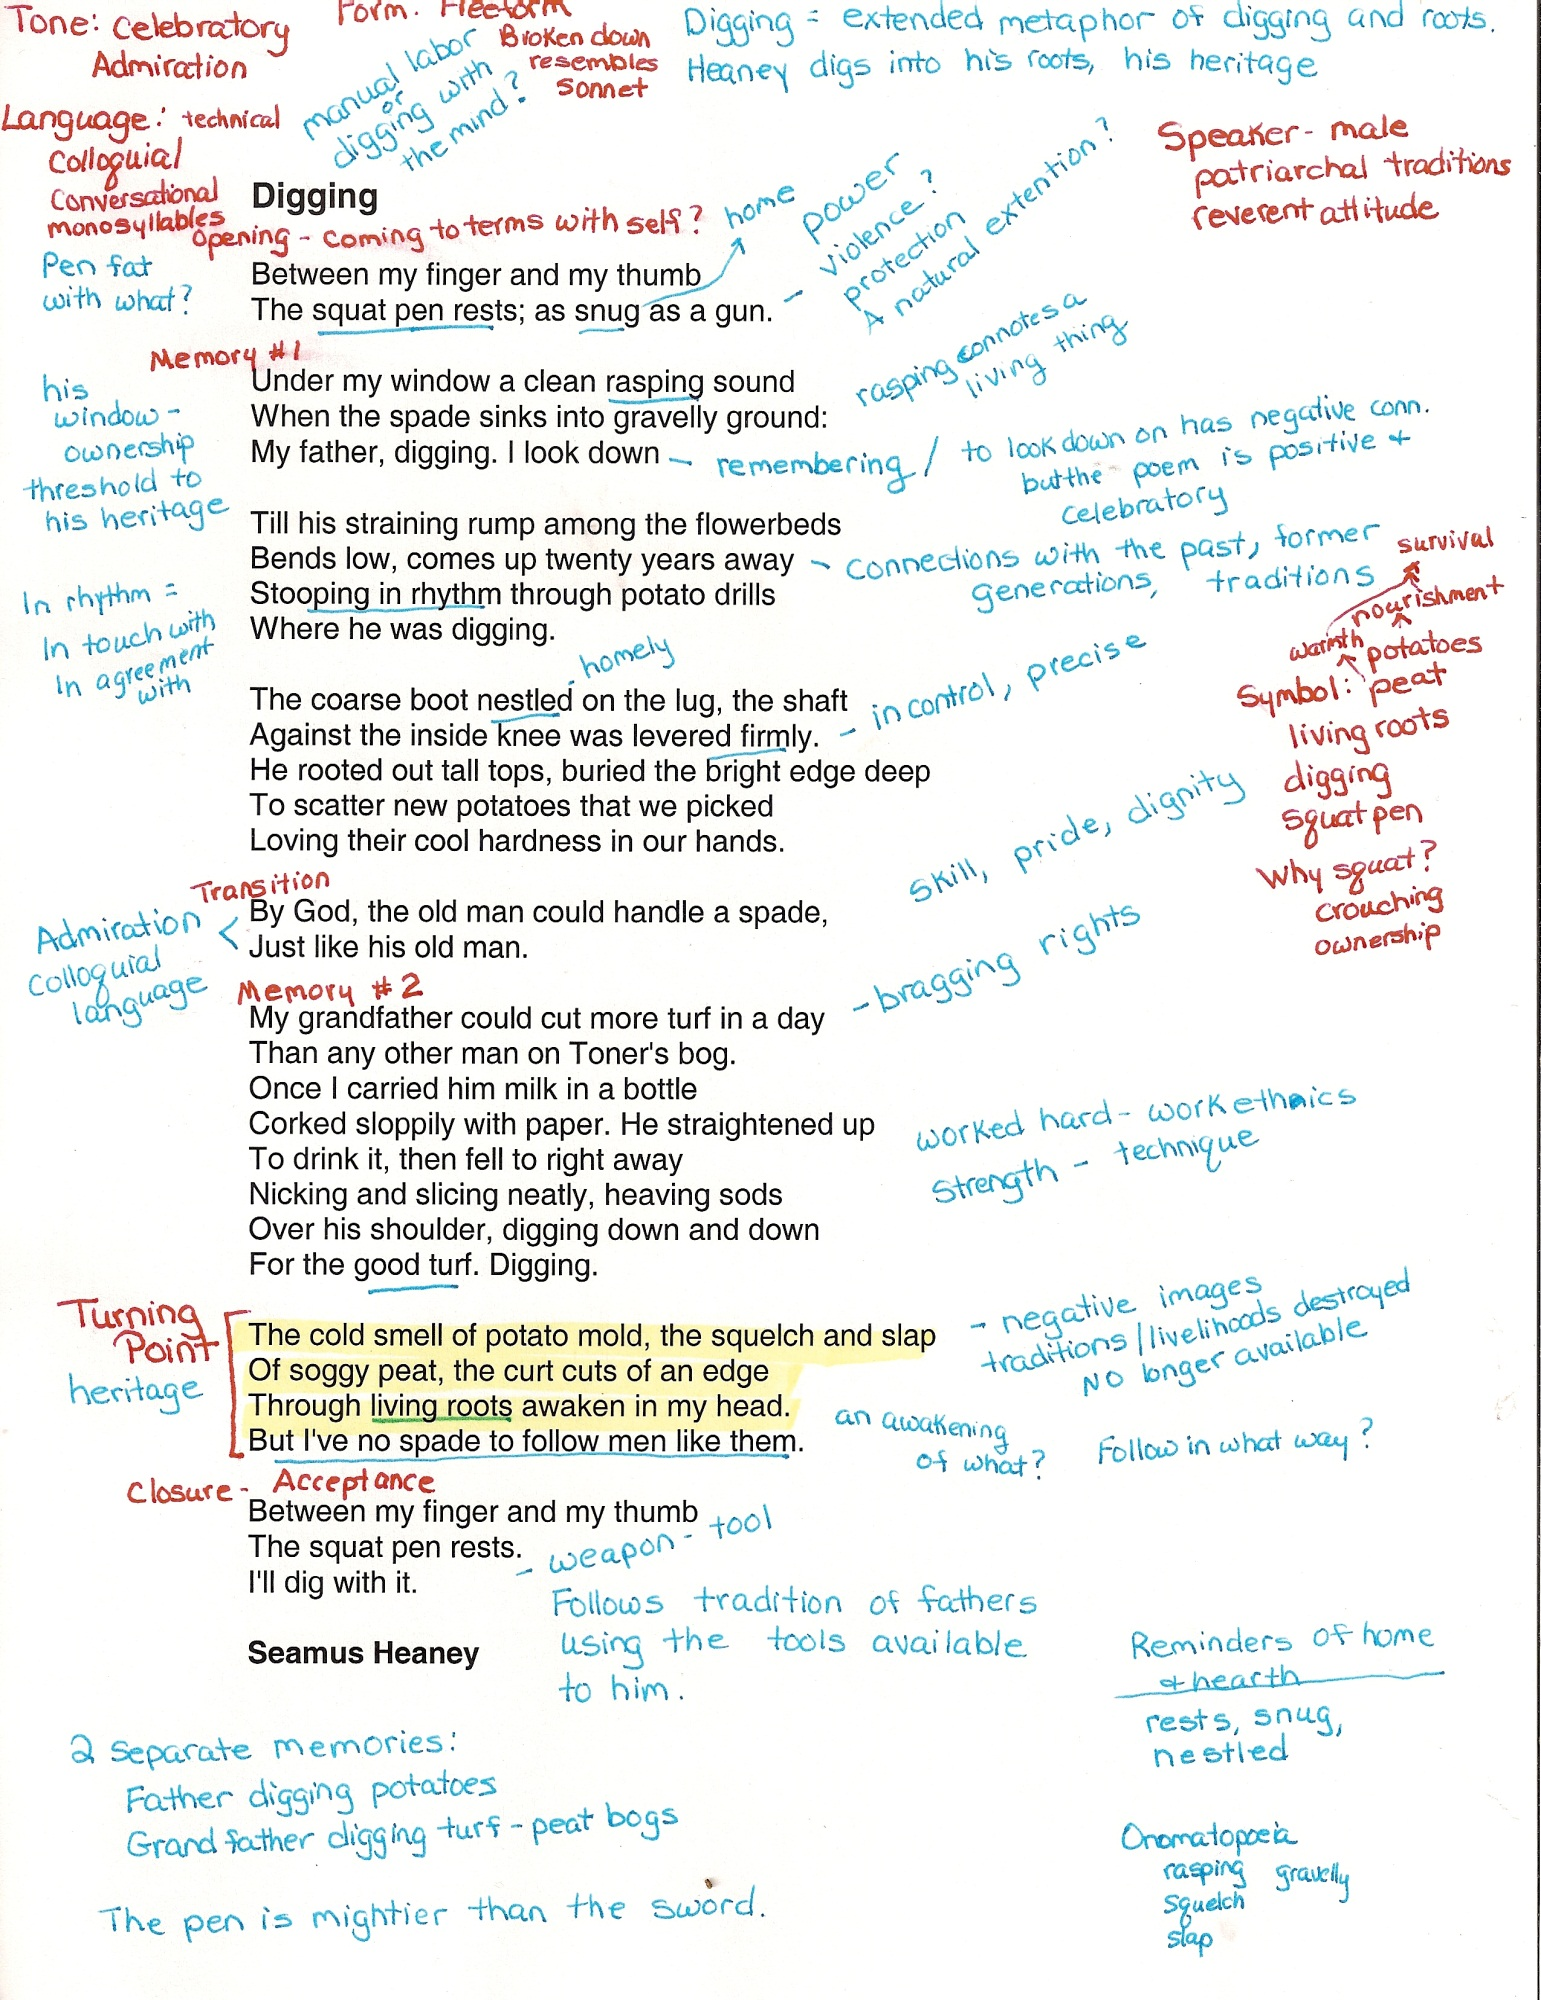 Tone: Celebratory
Admiration
Form: Freeform
Broken down
resembles
Sonnet
manual labor
or
digging with
the mind?
Digging = extended metaphor of digging and roots.
Heaney digs into his roots, his heritage
Language: technical
Colloquial
Conversational
monosyllables
Speaker - male
patriarchal traditions
reverent attitude
Digging
Opening - coming to terms with self?
home
power
violence?
protection
A natural extention?
Pen fat
with what?
Between my finger and my thumb
The squat pen rests; as snug as a gun. -
Memory #1
his
window -
ownership
threshold to
his heritage
Under my window a clean rasping sound
When the spade sinks into gravelly ground:
My father, digging. I look down - remembering / to look down on has negative conn.
but the poem is positive +
celebratory
rasping connotes a
living thing
Till his straining rump among the flowerbeds
Bends low, comes up twenty years away - Connections with the past, former
generations, traditions
Stooping in rhythm through potato drills
Where he was digging.
In rhythm =
In touch with
In agreement
with
survival
nourishment
warmth potatoes
Symbol: peat
living roots
digging
squat pen
Why squat?
crouching
ownership
- homely
The coarse boot nestled on the lug, the shaft
Against the inside knee was levered firmly. - in control, precise
He rooted out tall tops, buried the bright edge deep
To scatter new potatoes that we picked
Loving their cool hardness in our hands.
skill, pride, dignity
Transition
Admiration <
Colloquial
language
By God, the old man could handle a spade,
Just like his old man.
Memory #2
My grandfather could cut more turf in a day - bragging rights
Than any other man on Toner's bog.
Once I carried him milk in a bottle
Corked sloppily with paper. He straightened up
To drink it, then fell to right away
Nicking and slicing neatly, heaving sods
Over his shoulder, digging down and down
For the good turf. Digging.
worked hard - work ethnics
Strength - technique
Turning
Point
heritage
The cold smell of potato mold, the squelch and slap
Of soggy peat, the curt cuts of an edge
Through living roots awaken in my head.
But I've no spade to follow men like them.
- negative images
traditions/livelihoods destroyed
No longer available
an awakening
of what?
Follow in what way?
Closure - Acceptance
Between my finger and my thumb
The squat pen rests.
I'll dig with it.
- weapon - tool
Follows tradition of fathers
using the tools available
to him.
Seamus Heaney
Reminders of home
+ hearth
rests, snug,
nestled
2 separate memories:
Father digging potatoes
Grandfather digging turf - peat bogs
Onomatopoeia
rasping gravelly
squelch
slap
The pen is mightier than the sword.